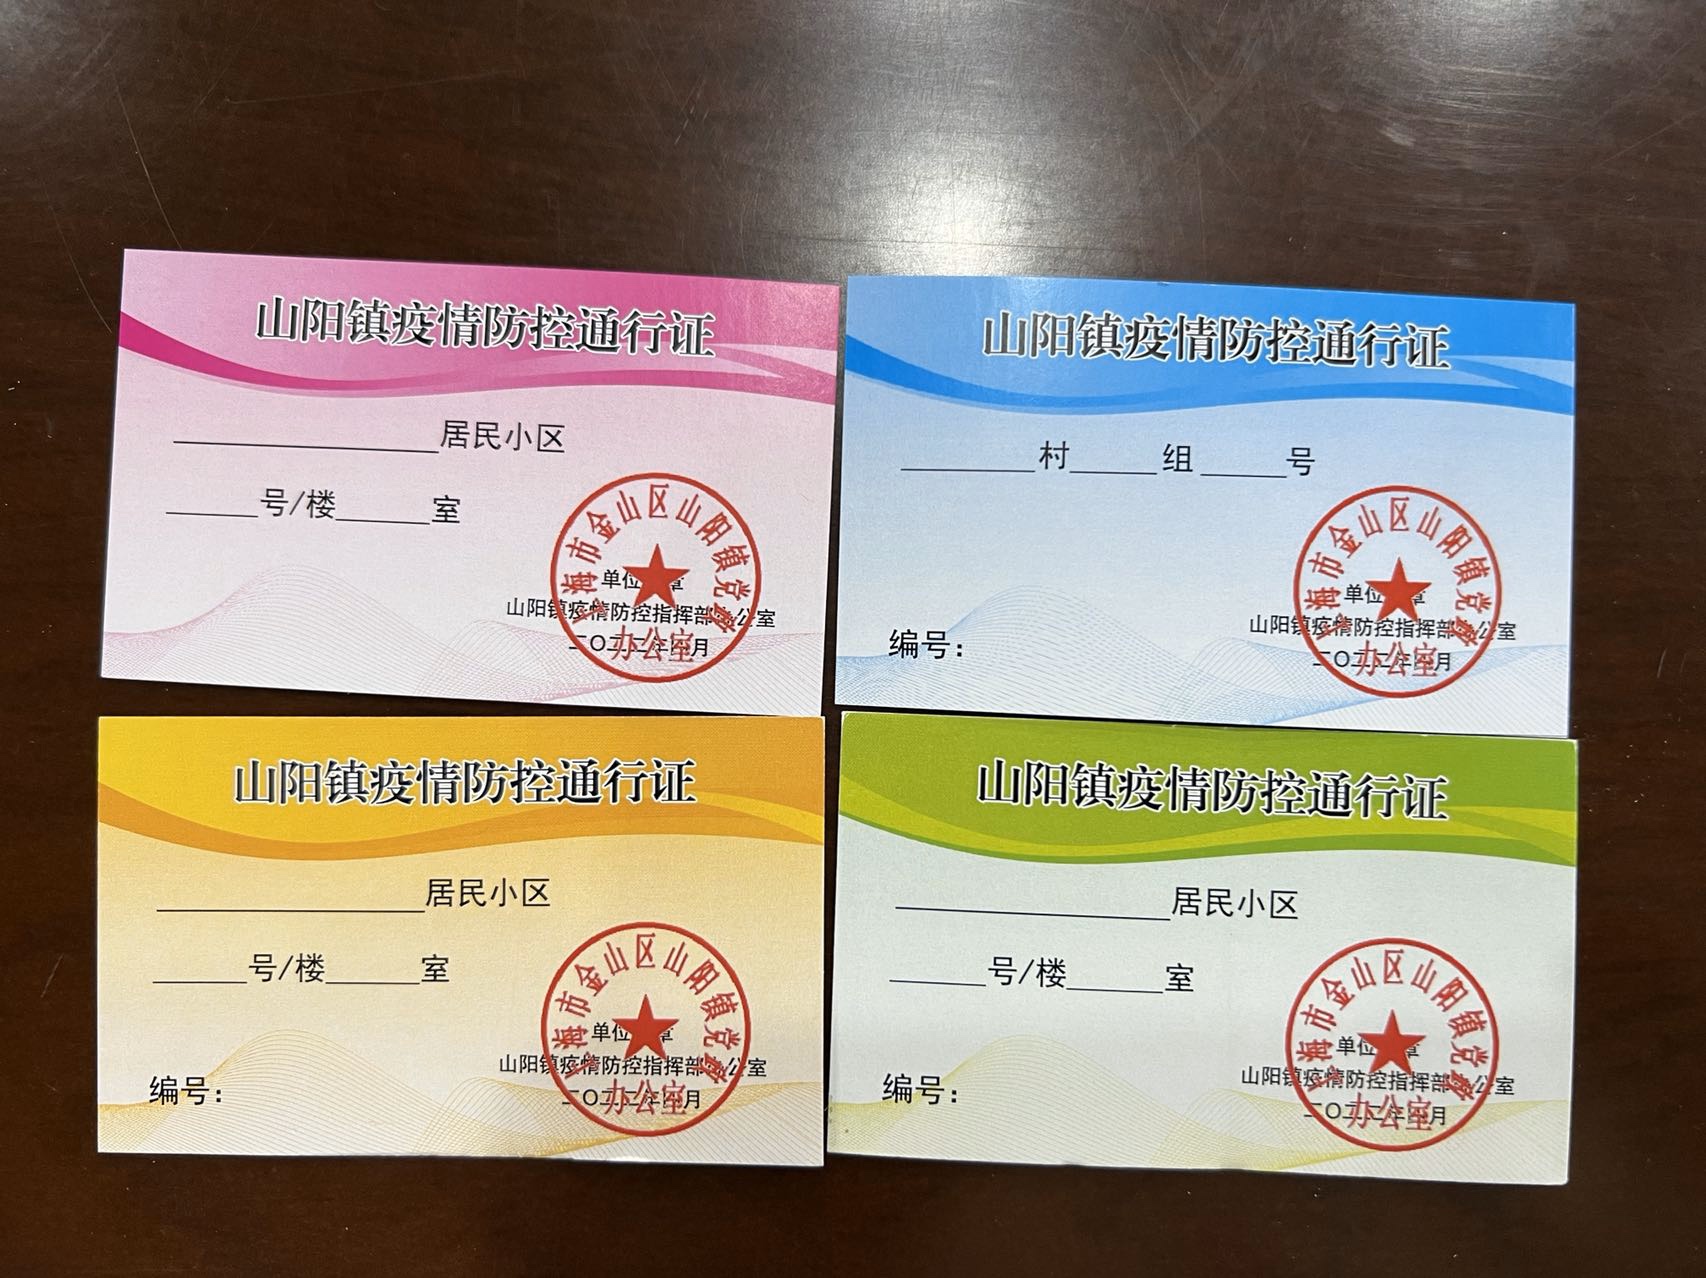 山阳镇疫情防控通行证
居民小区
号/楼 室
单位 章
山阳镇疫情防控指挥部办公室
二〇二二年四月
上海市金山区山阳镇党政
办公室
山阳镇疫情防控通行证
村 组 号
编号：
单位 章
山阳镇疫情防控指挥部办公室
二〇二二年四月
上海市金山区山阳镇党政
办公室
山阳镇疫情防控通行证
居民小区
号/楼 室
编号：
单位 章
山阳镇疫情防控指挥部办公室
二〇二二年四月
上海市金山区山阳镇党政
办公室
山阳镇疫情防控通行证
居民小区
号/楼 室
编号：
单位 章
山阳镇疫情防控指挥部办公室
二〇二二年四月
上海市金山区山阳镇党政
办公室